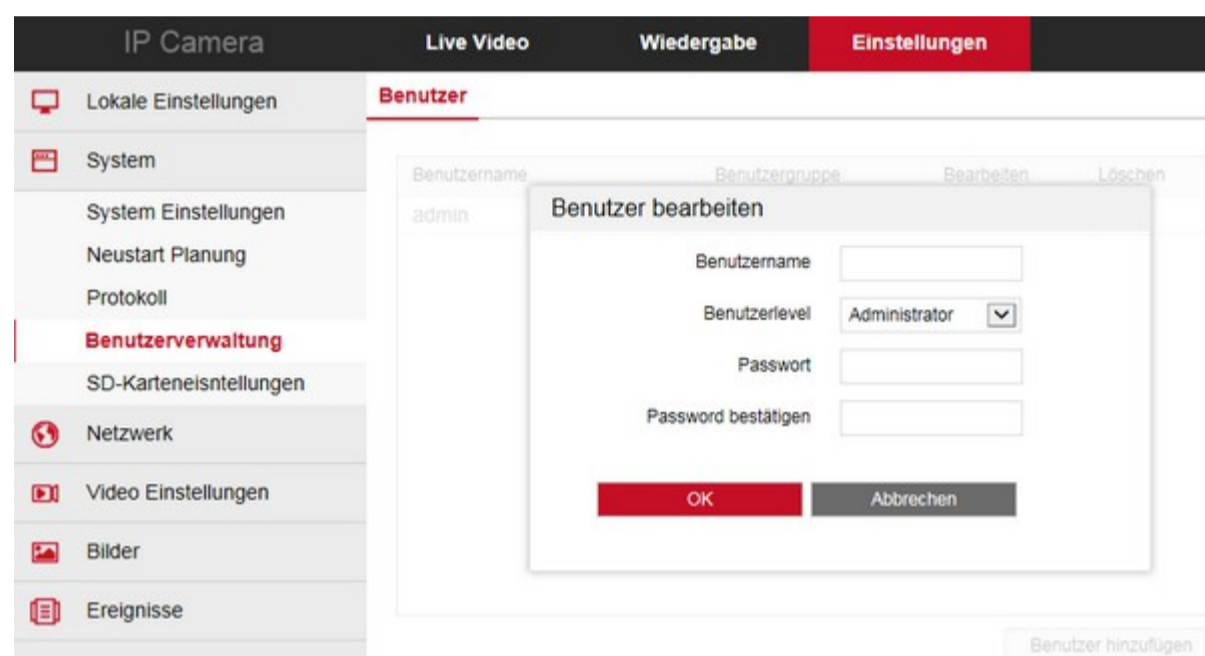 IP Camera
Live Video
Wiedergabe
Einstellungen
Lokale Einstellungen
System
System Einstellungen
Neustart Planung
Protokoll
Benutzerverwaltung
SD-Karteneisntellungen
Netzwerk
Video Einstellungen
Bilder
Ereignisse
Benutzer
Benutzername Benutzergruppe Bearbeiten Löschen
admin
Benutzer bearbeiten
Benutzername
Benutzerlevel Administrator
Passwort
Password bestätigen
OK Abbrechen
Benutzer hinzufügen